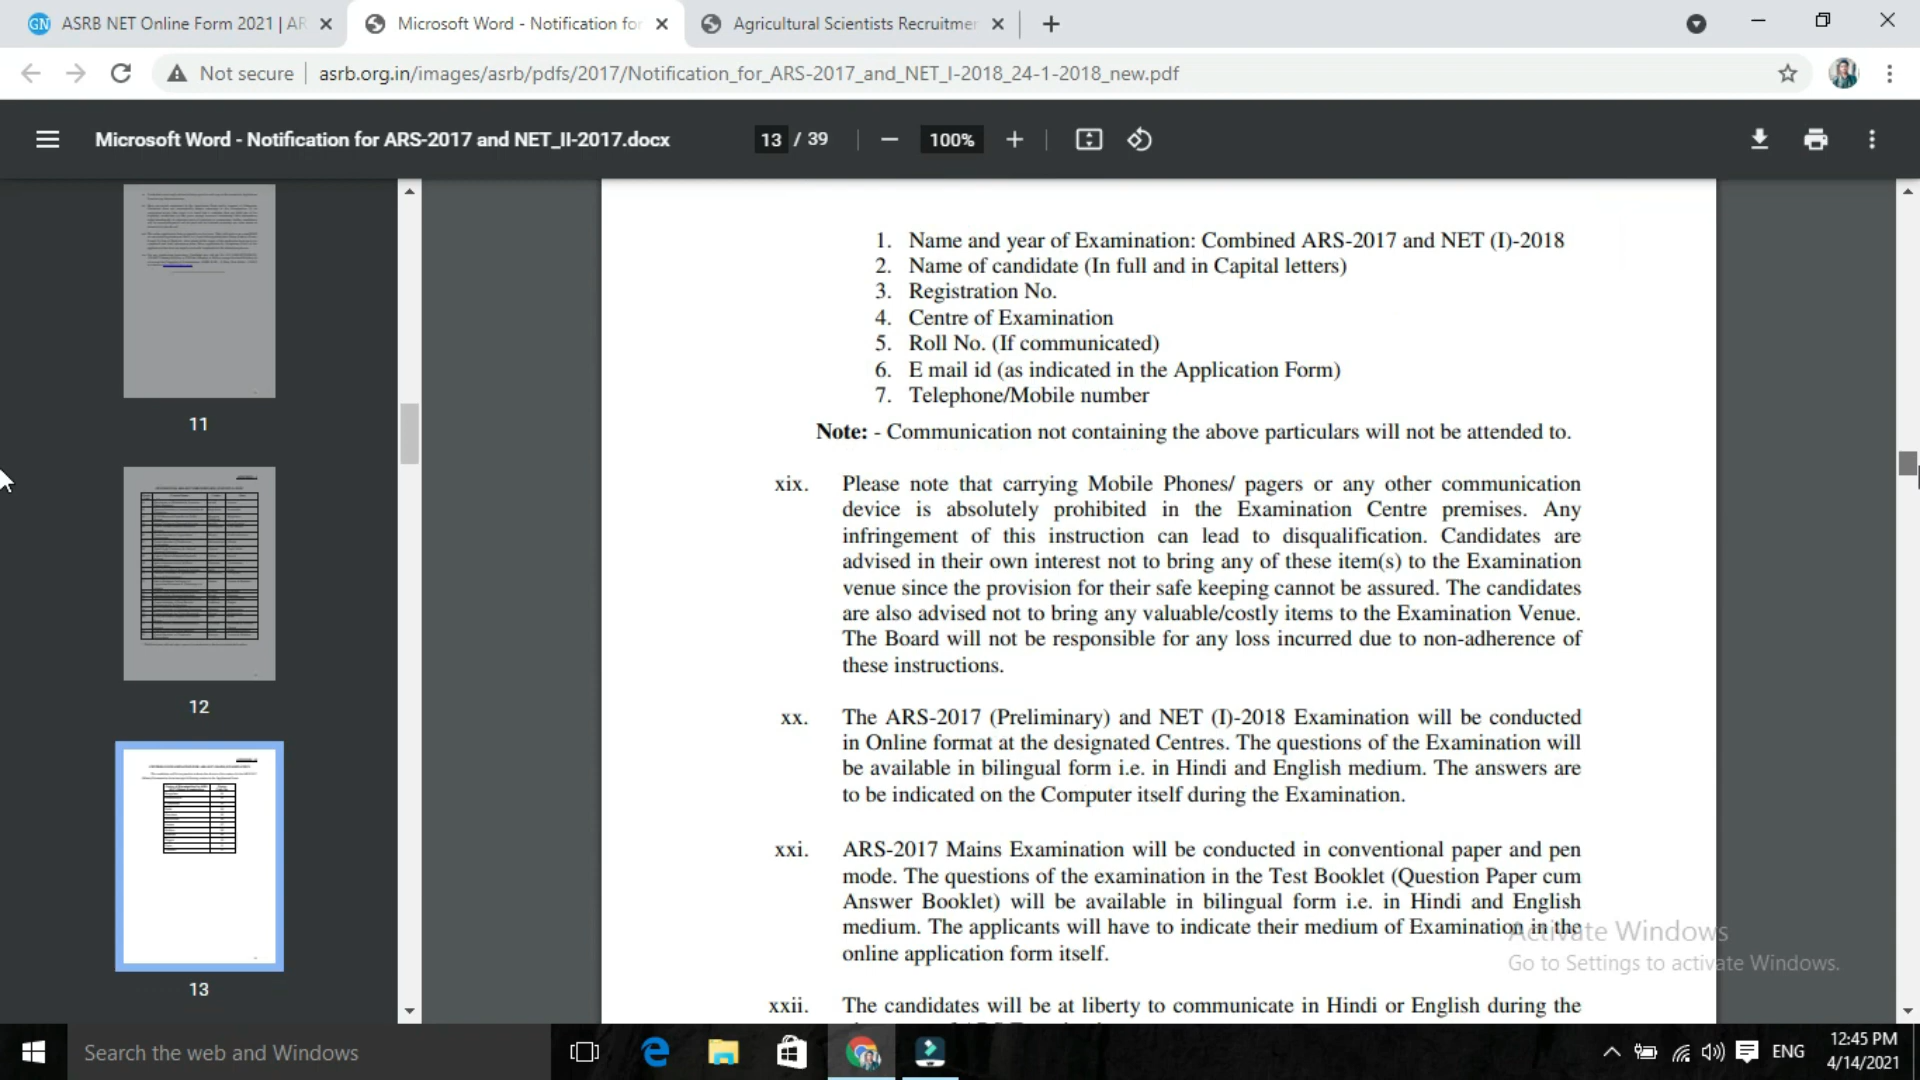 GN ASRB NET Online Form 2021 | AR
Microsoft Word - Notification for
Agricultural Scientists Recruitmen
Not secure
asrb.org.in/images/asrb/pdfs/2017/Notification_for_ARS-2017_and_NET_I-2018_24-1-2018_new.pdf
Microsoft Word - Notification for ARS-2017 and NET_II-2017.docx
13 / 39
100%
11
12
13
1. Name and year of Examination: Combined ARS-2017 and NET (I)-2018
2. Name of candidate (In full and in Capital letters)
3. Registration No.
4. Centre of Examination
5. Roll No. (If communicated)
6. E mail id (as indicated in the Application Form)
7. Telephone/Mobile number
Note: - Communication not containing the above particulars will not be attended to.
xix. Please note that carrying Mobile Phones/ pagers or any other communication
device is absolutely prohibited in the Examination Centre premises. Any
infringement of this instruction can lead to disqualification. Candidates are
advised in their own interest not to bring any of these item(s) to the Examination
venue since the provision for their safe keeping cannot be assured. The candidates
are also advised not to bring any valuable/costly items to the Examination Venue.
The Board will not be responsible for any loss incurred due to non-adherence of
these instructions.
xx. The ARS-2017 (Preliminary) and NET (I)-2018 Examination will be conducted
in Online format at the designated Centres. The questions of the Examination will
be available in bilingual form i.e. in Hindi and English medium. The answers are
to be indicated on the Computer itself during the Examination.
xxi. ARS-2017 Mains Examination will be conducted in conventional paper and pen
mode. The questions of the examination in the Test Booklet (Question Paper cum
Answer Booklet) will be available in bilingual form i.e. in Hindi and English
medium. The applicants will have to indicate their medium of Examination in the
online application form itself.
Activate Windows
Go to Settings to activate Windows.
xxii. The candidates will be at liberty to communicate in Hindi or English during the
Search the web and Windows
ENG
12:45 PM
4/14/2021